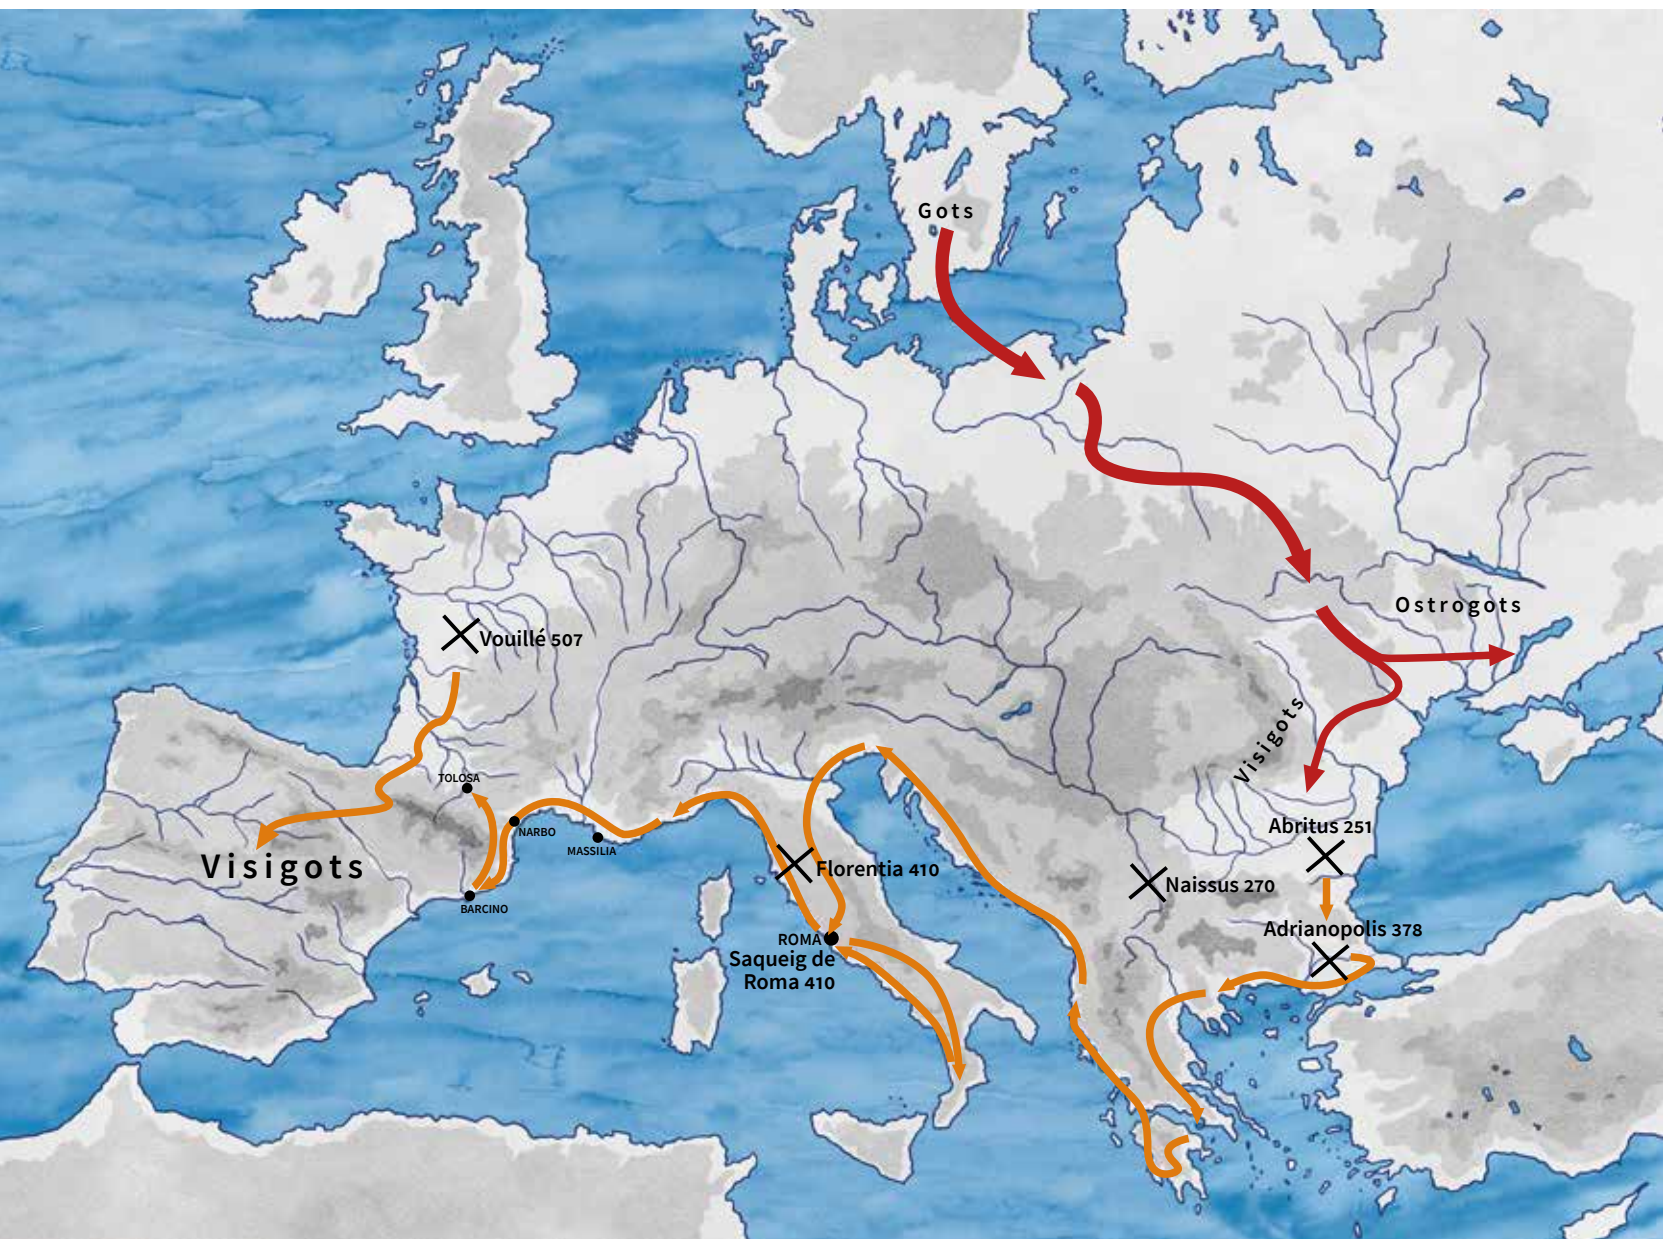 Gots
Ostrogots
Vouillé 507
Visigots
TOLOSA
NARBO
MASSILIA
Abritus 251
Visigots
Florentia 410
Naissus 270
BARCINO
Adrianopolis 378
ROMA
Saqueig de
Roma 410